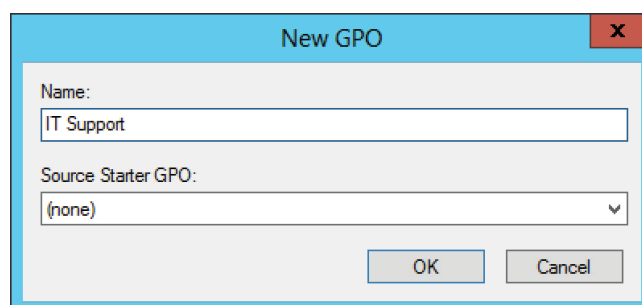 New GPO
x
Name:
IT Support
Source Starter GPO:
(none)
OK Cancel